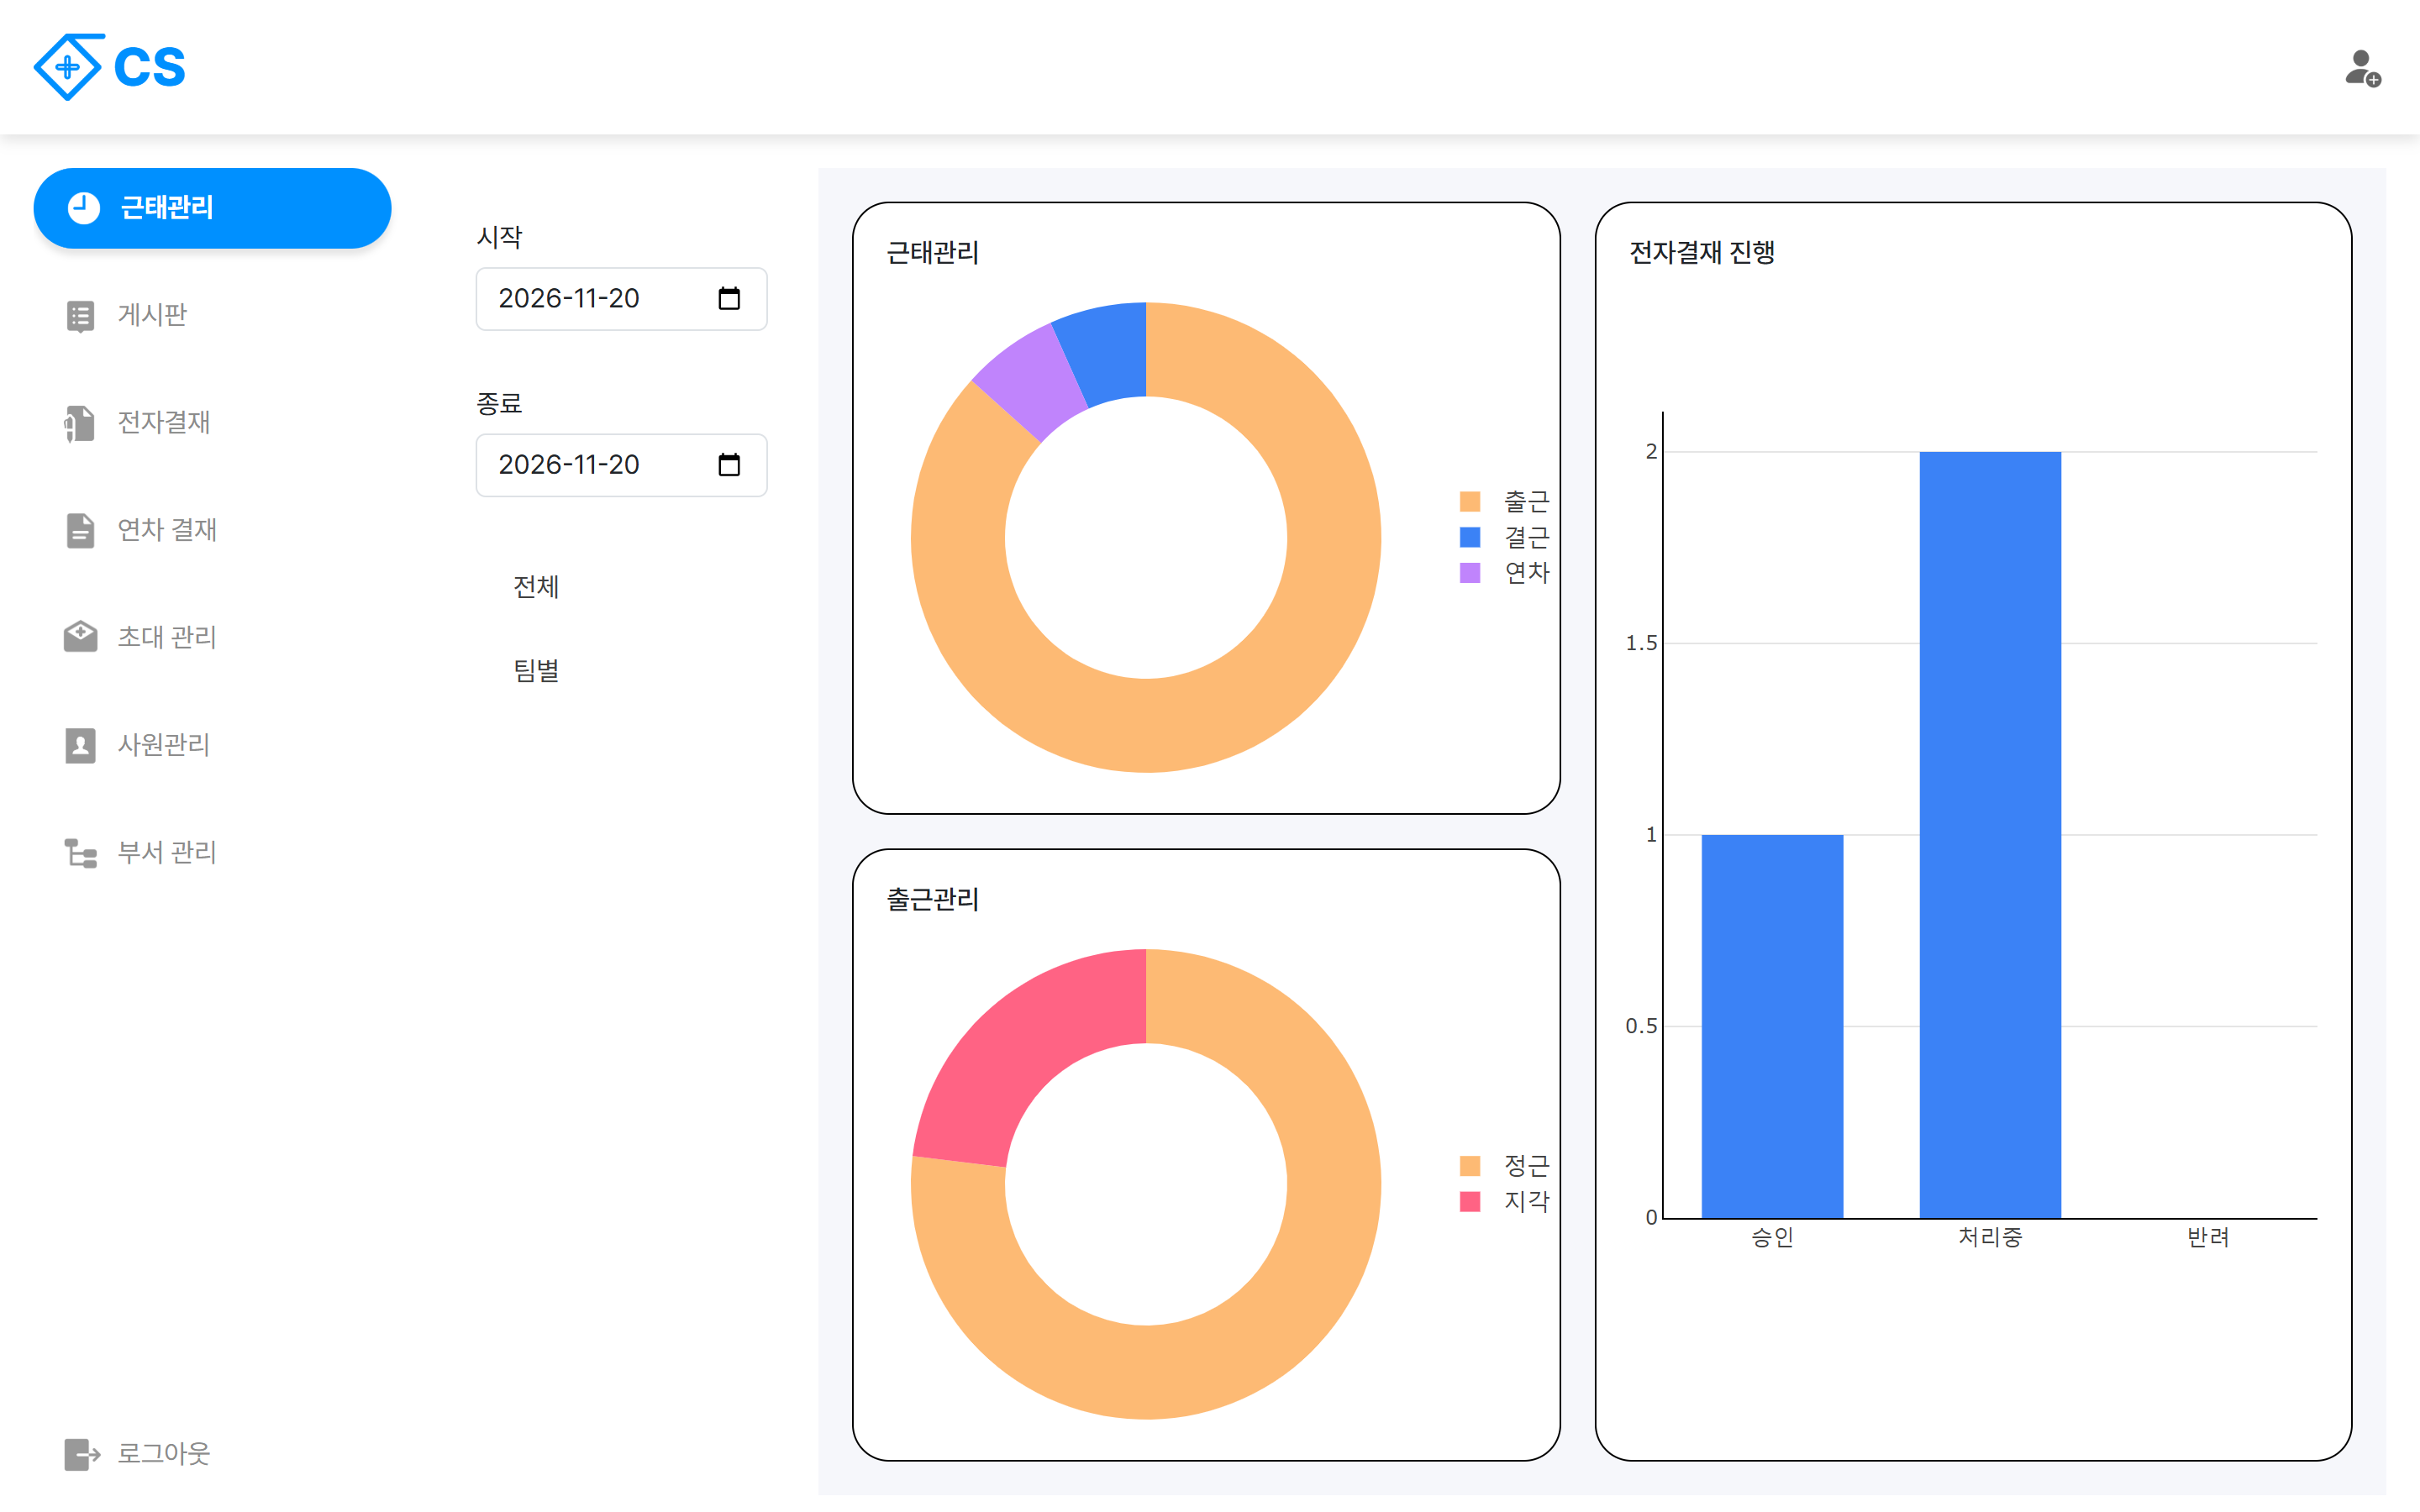 CS
근태관리
게시판
전자결재
연차 결재
초대 관리
사원관리
부서 관리
로그아웃
시작
2026-11-20
종료
2026-11-20
전체
팀별
근태관리
출근
결근
연차
출근관리
정근
지각
전자결재 진행
2
1.5
1
0.5
0
승인
처리중
반려